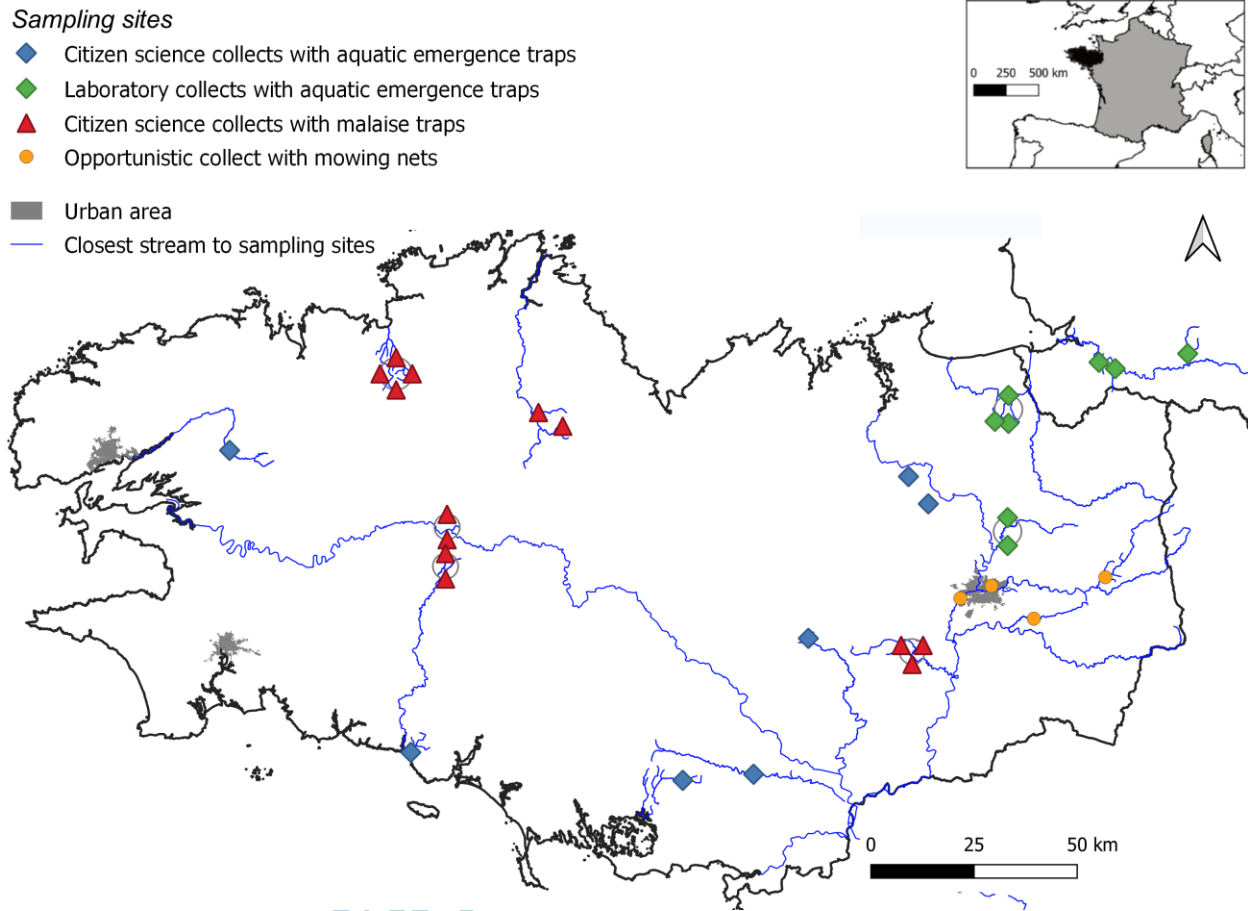 Sampling sites
Citizen science collects with aquatic emergence traps
Laboratory collects with aquatic emergence traps
Citizen science collects with malaise traps
Opportunistic collect with mowing nets
Urban area
Closest stream to sampling sites
0 250 500 km
0 25 50 km